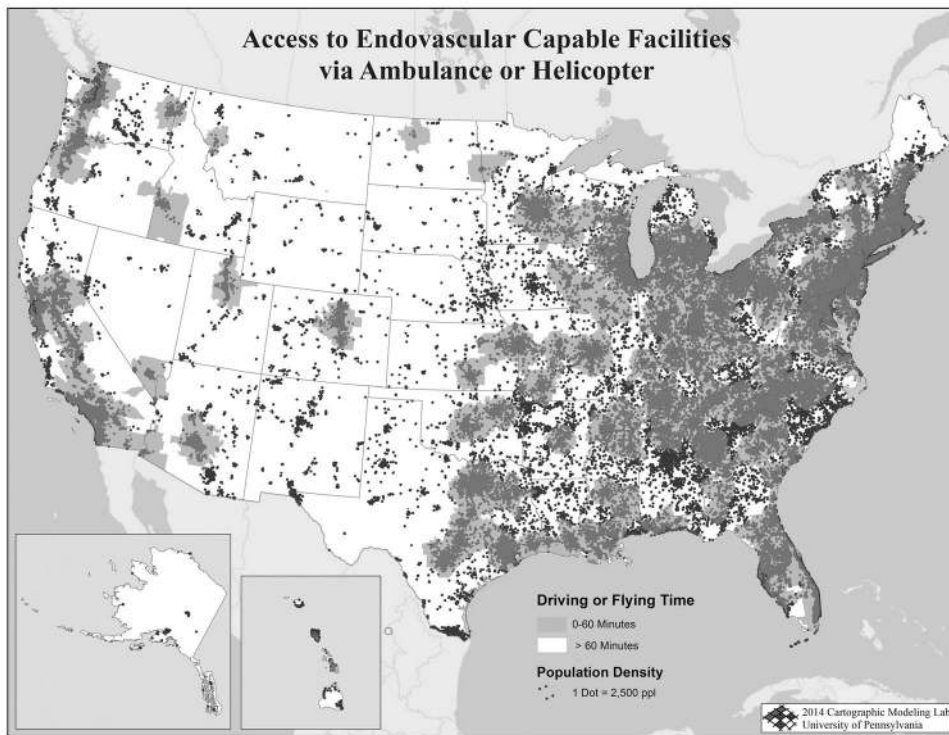 Access to Endovascular Capable Facilities
via Ambulance or Helicopter
Driving or Flying Time
0-60 Minutes
> 60 Minutes
Population Density
1 Dot = 2,500 ppl
2014 Cartographic Modeling Lab
University of Pennsylvania